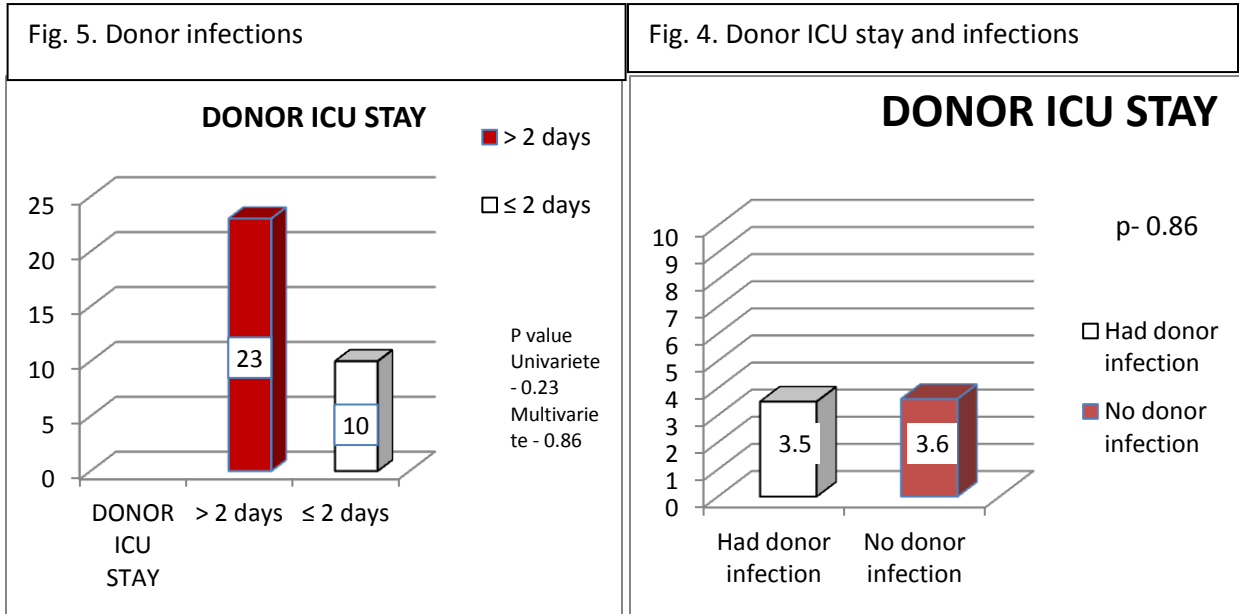 Fig. 5. Donor infections
DONOR ICU STAY
> 2 days
≤ 2 days
25
20
15
10
5
0
23
10
P value
Univariete
- 0.23
Multivarie
te - 0.86
DONOR
ICU
STAY
> 2 days
≤ 2 days
Fig. 4. Donor ICU stay and infections
DONOR ICU STAY
p- 0.86
10
9
8
7
6
5
4
3
2
1
0
3.5
3.6
Had donor
infection
No donor
infection
Had donor
infection
No donor
infection